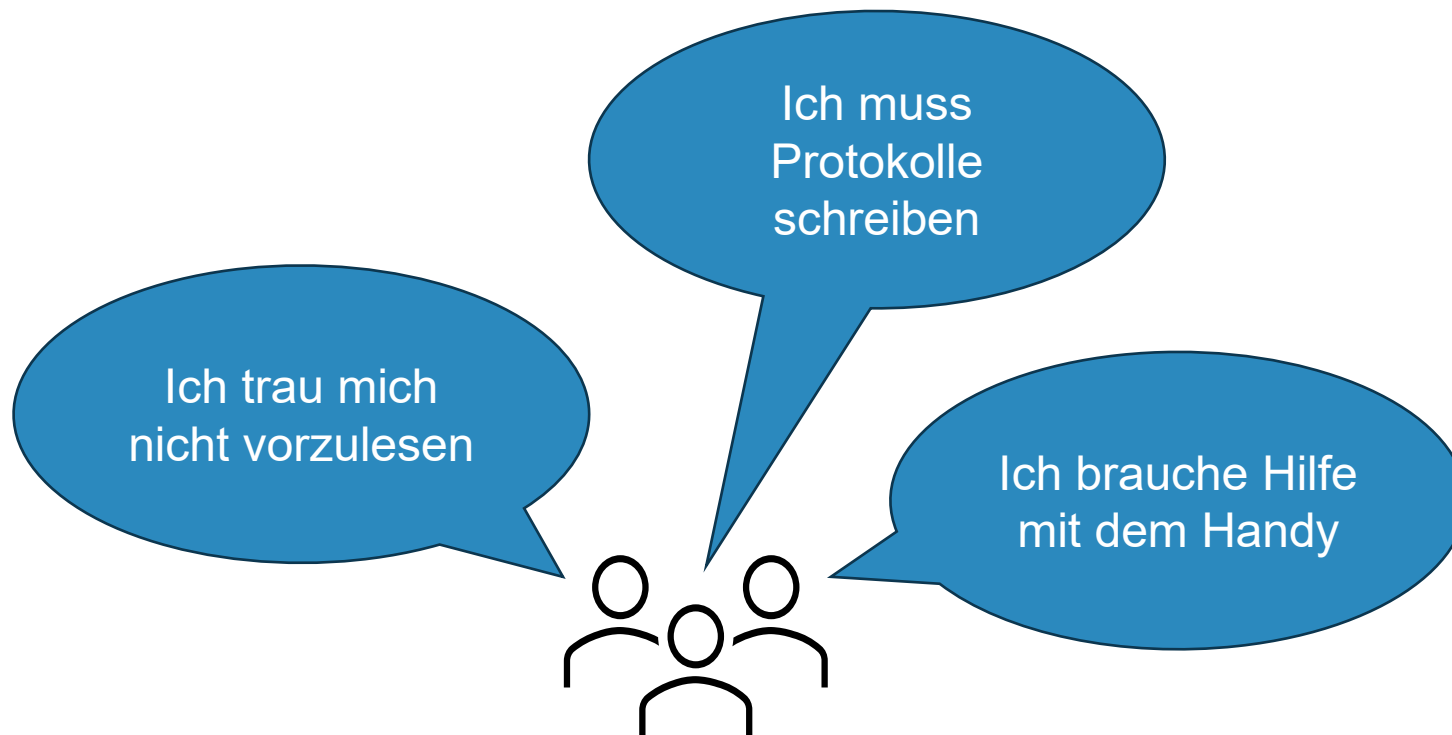 Ich muss
Protokolle
schreiben
Ich trau mich
nicht vorzulesen
Ich brauche Hilfe
mit dem Handy